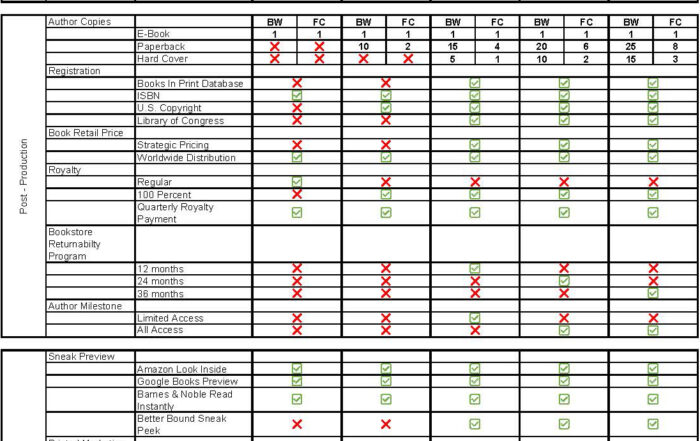 Author Copies BW FC BW FC BW FC BW FC BW FC
E-Book 1 1 1 1 1 1 1 1 1 1
Paperback 10 2 15 4 20 6 25 8
Hard Cover 5 1 10 2 15 3
Registration
Books In Print Database
ISBN
U.S. Copyright
Library of Congress
Book Retail Price
Strategic Pricing
Worldwide Distribution
Royalty
Regular
100 Percent
Quarterly Royalty
Payment
Post - Production
Bookstore
Returnabilty
Program
12 months
24 months
36 months
Author Milestone
Limited Access
All Access
Sneak Preview
Amazon Look Inside
Google Books Preview
Barnes & Noble Read
Instantly
Better Bound Sneak
Peek